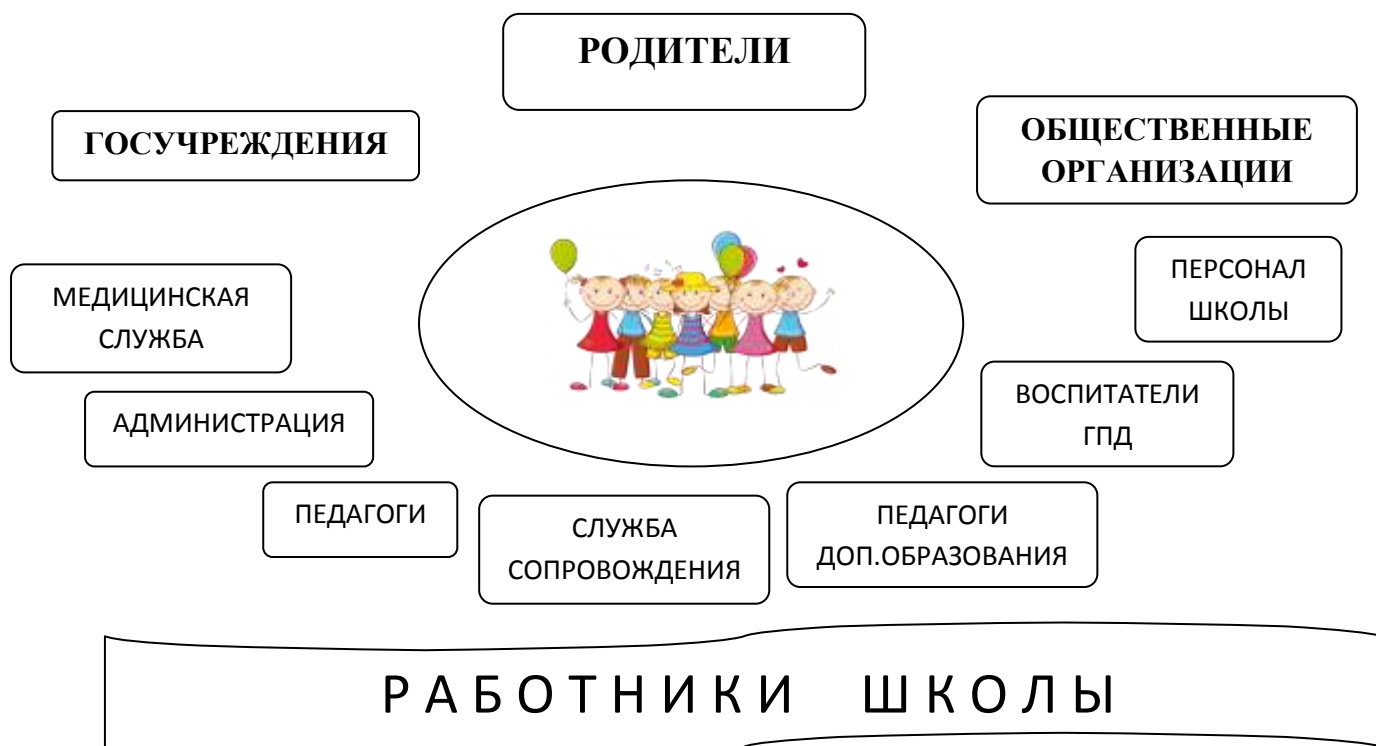 РОДИТЕЛИ
ГОСУЧРЕЖДЕНИЯ
ОБЩЕСТВЕННЫЕ
ОРГАНИЗАЦИИ
МЕДИЦИНСКАЯ
СЛУЖБА
ПЕРСОНАЛ
ШКОЛЫ
АДМИНИСТРАЦИЯ
ВОСПИТАТЕЛИ
ГПД
ПЕДАГОГИ
СЛУЖБА
СОПРОВОЖДЕНИЯ
ПЕДАГОГИ
ДОП.ОБРАЗОВАНИЯ
РАБОТНИКИ ШКОЛЫ